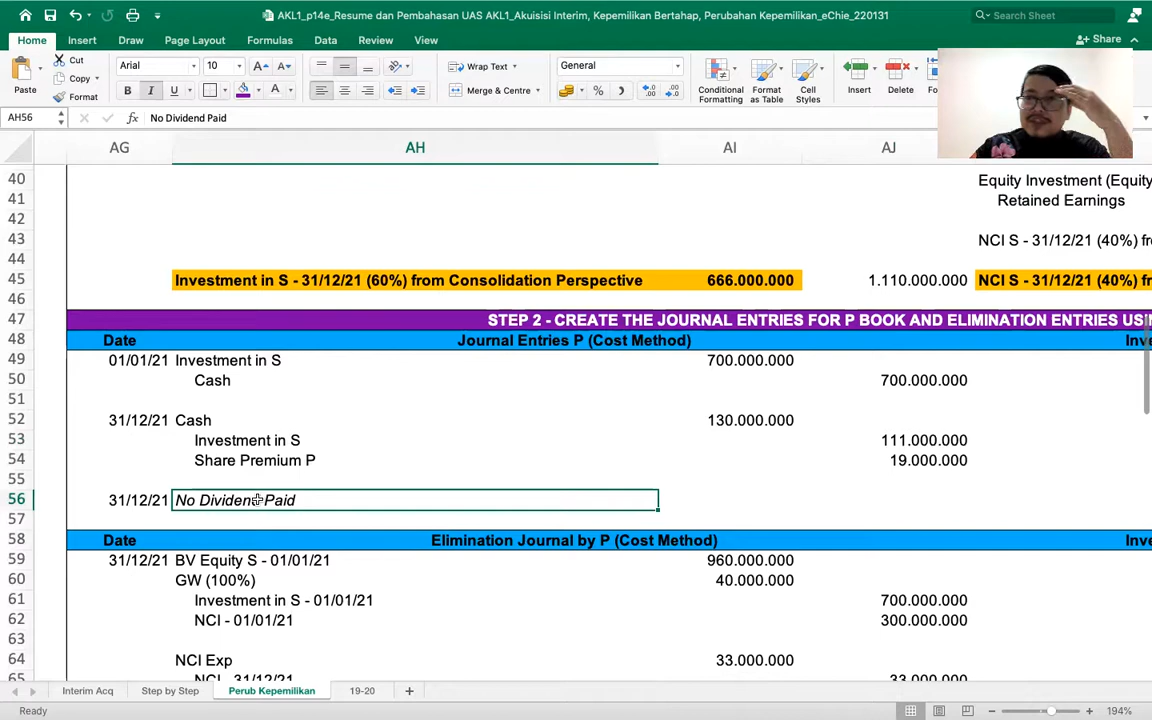 AKL1_p14e_Resume dan Pembahasan UAS AKL1_Akuisisi Interim, Kepemilikan Bertahap, Perubahan Kepemilikan_eChie_220131
Search Sheet
Home Insert Draw Page Layout Formulas Data Review View
Share
Paste
Cut
Copy
Format
Arial 10
A A
B I U A
Wrap Text
Merge & Centre
General
%
Conditional Formatting
Format as Table
Cell Styles
Insert
Delete
AH56 fx No Dividend Paid
AG AH AI AJ
40 Equity Investment (Equity
41 Retained Earnings
42
43 NCI S - 31/12/21 (40%) fr
44
45 Investment in S - 31/12/21 (60%) from Consolidation Perspective 666.000.000 1.110.000.000 NCI S - 31/12/21 (40%) fr
46
47 STEP 2 - CREATE THE JOURNAL ENTRIES FOR P BOOK AND ELIMINATION ENTRIES USI
48 Date Journal Entries P (Cost Method) Inve
49 01/01/21 Investment in S 700.000.000
50 Cash 700.000.000
51
52 31/12/21 Cash 130.000.000
53 Investment in S 111.000.000
54 Share Premium P 19.000.000
55
56 31/12/21 No Dividend Paid
57
58 Date Elimination Journal by P (Cost Method) Inve
59 31/12/21 BV Equity S - 01/01/21 960.000.000
60 GW (100%) 40.000.000
61 Investment in S - 01/01/21 700.000.000
62 NCI - 01/01/21 300.000.000
63
64 NCI Exp 33.000.000
65 NCI - 31/12/21 33.000.000
Interim Acq Step by Step Perub Kepemilikan 19-20 +
Ready
194%